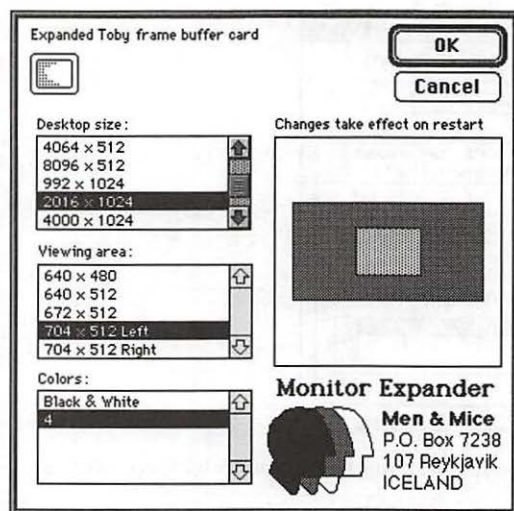 Expanded Toby frame buffer card
OK
Cancel
Desktop size:
4064 × 512
8096 × 512
992 × 1024
2016 × 1024
4000 × 1024
Changes take effect on restart
Viewing area:
640 × 480
640 × 512
672 × 512
704 × 512 Left
704 × 512 Right
Colors:
Black & White
4
Monitor Expander
Men & Mice
P.O. Box 7238
107 Reykjavik
ICELAND